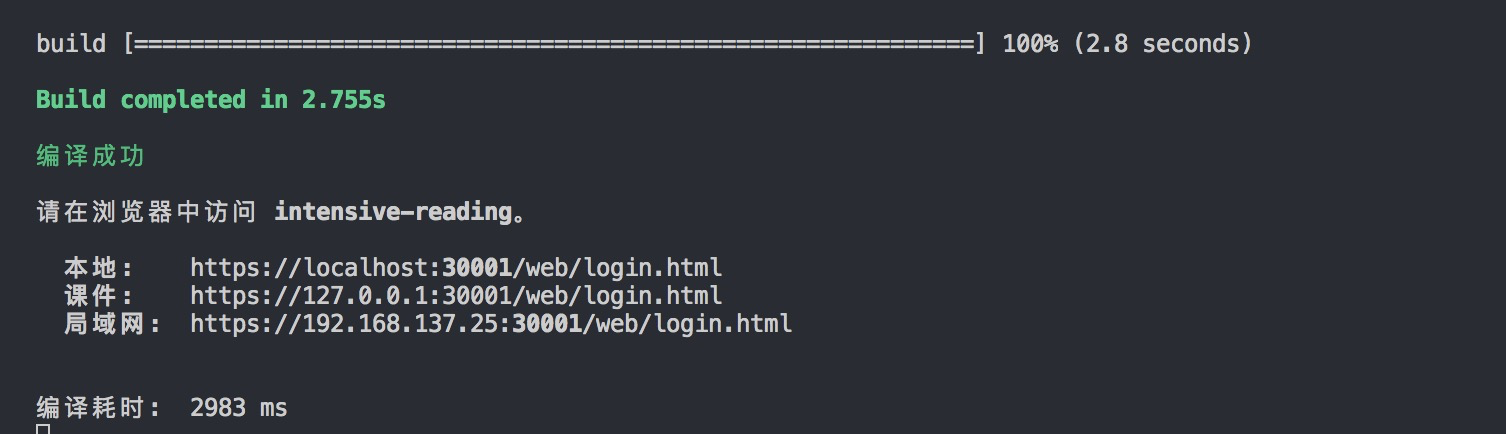 build [============================================================] 100% (2.8 seconds)
Build completed in 2.755s
编译成功
请在浏览器中访问 intensive-reading。
本地： https://localhost:30001/web/login.html
课件： https://127.0.0.1:30001/web/login.html
局域网： https://192.168.137.25:30001/web/login.html
编译耗时： 2983 ms